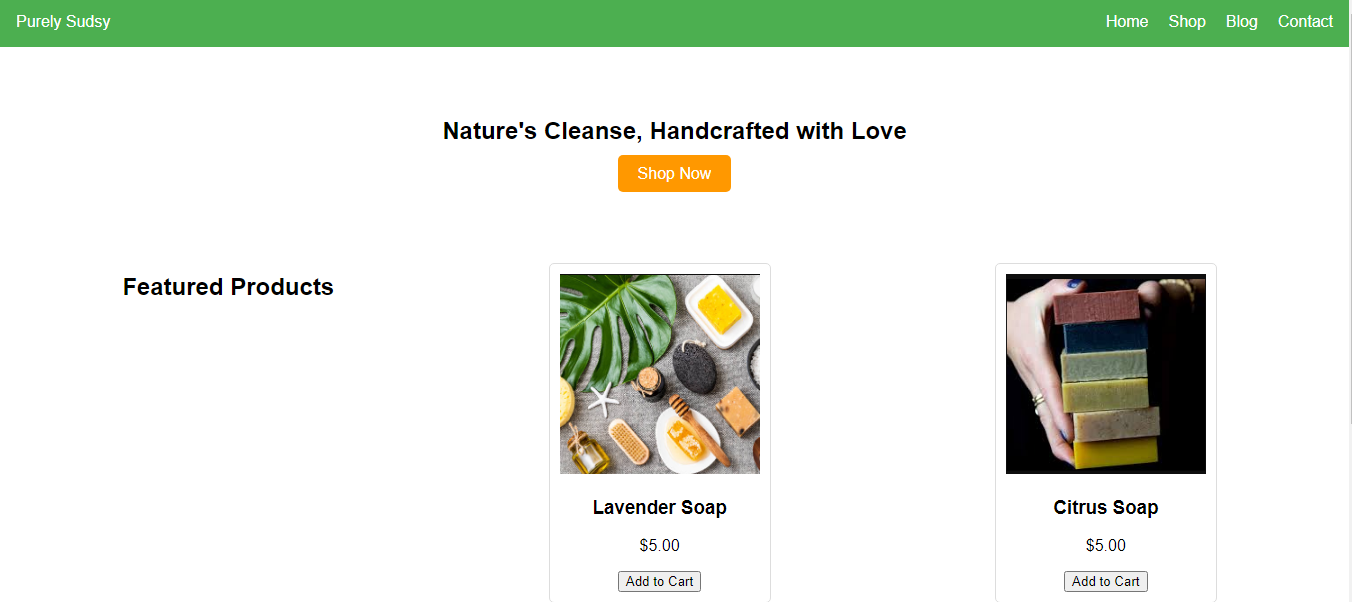 Purely Sudsy
Home Shop Blog Contact
Nature's Cleanse, Handcrafted with Love
Shop Now
Featured Products
Lavender Soap
$5.00
Add to Cart
Citrus Soap
$5.00
Add to Cart